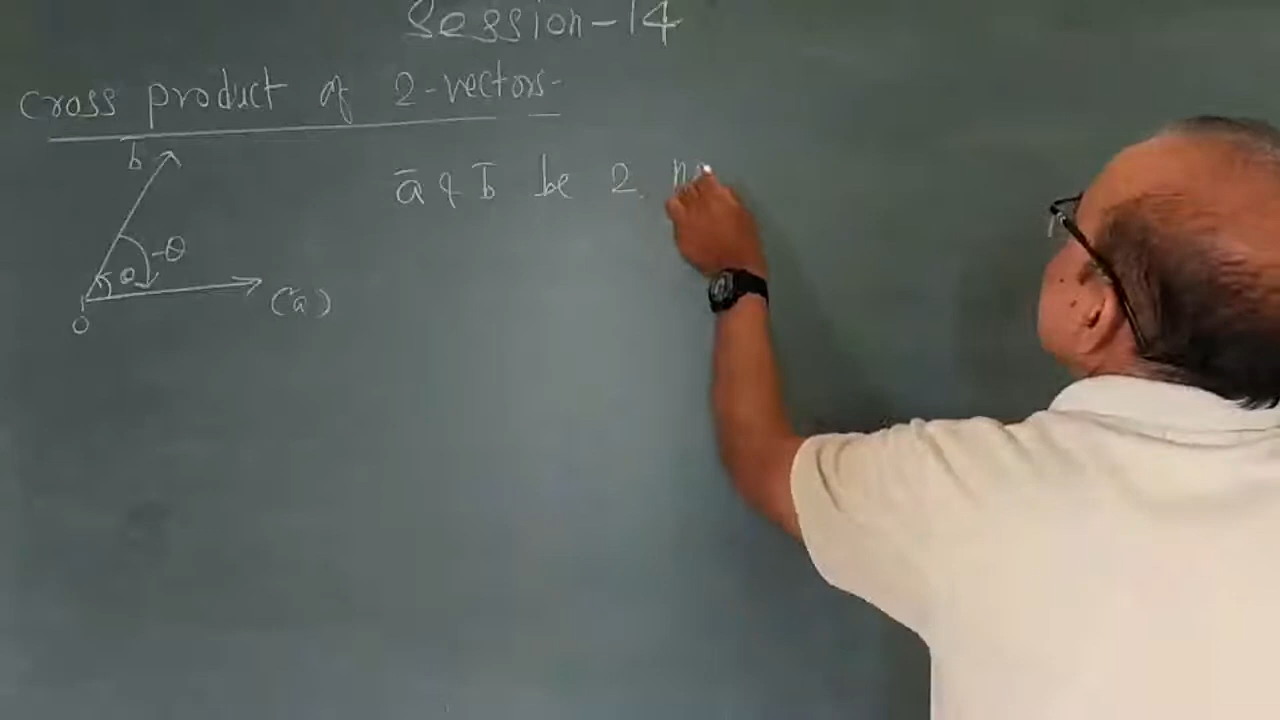 Session-14
cross product of 2-vectors-
b
ā & b̄ be 2
-θ
θ
(ā)
O